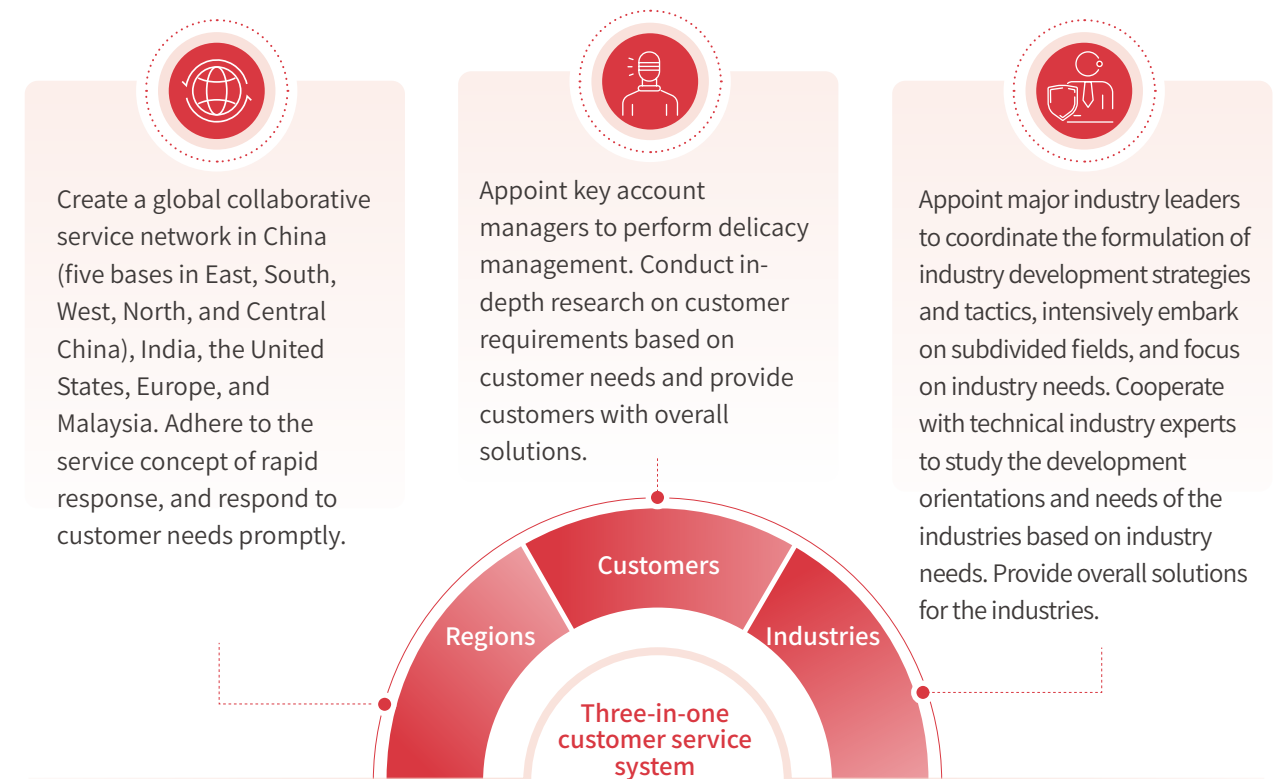 Create a global collaborative
service network in China
(five bases in East, South,
West, North, and Central
China), India, the United
States, Europe, and
Malaysia. Adhere to the
service concept of rapid
response, and respond to
customer needs promptly.
Appoint key account
managers to perform delicacy
management. Conduct in-
depth research on customer
requirements based on
customer needs and provide
customers with overall
solutions.
Appoint major industry leaders
to coordinate the formulation of
industry development strategies
and tactics, intensively embark
on subdivided fields, and focus
on industry needs. Cooperate
with technical industry experts
to study the development
orientations and needs of the
industries based on industry
needs. Provide overall solutions
for the industries.
Regions
Customers
Industries
Three-in-one
customer service
system